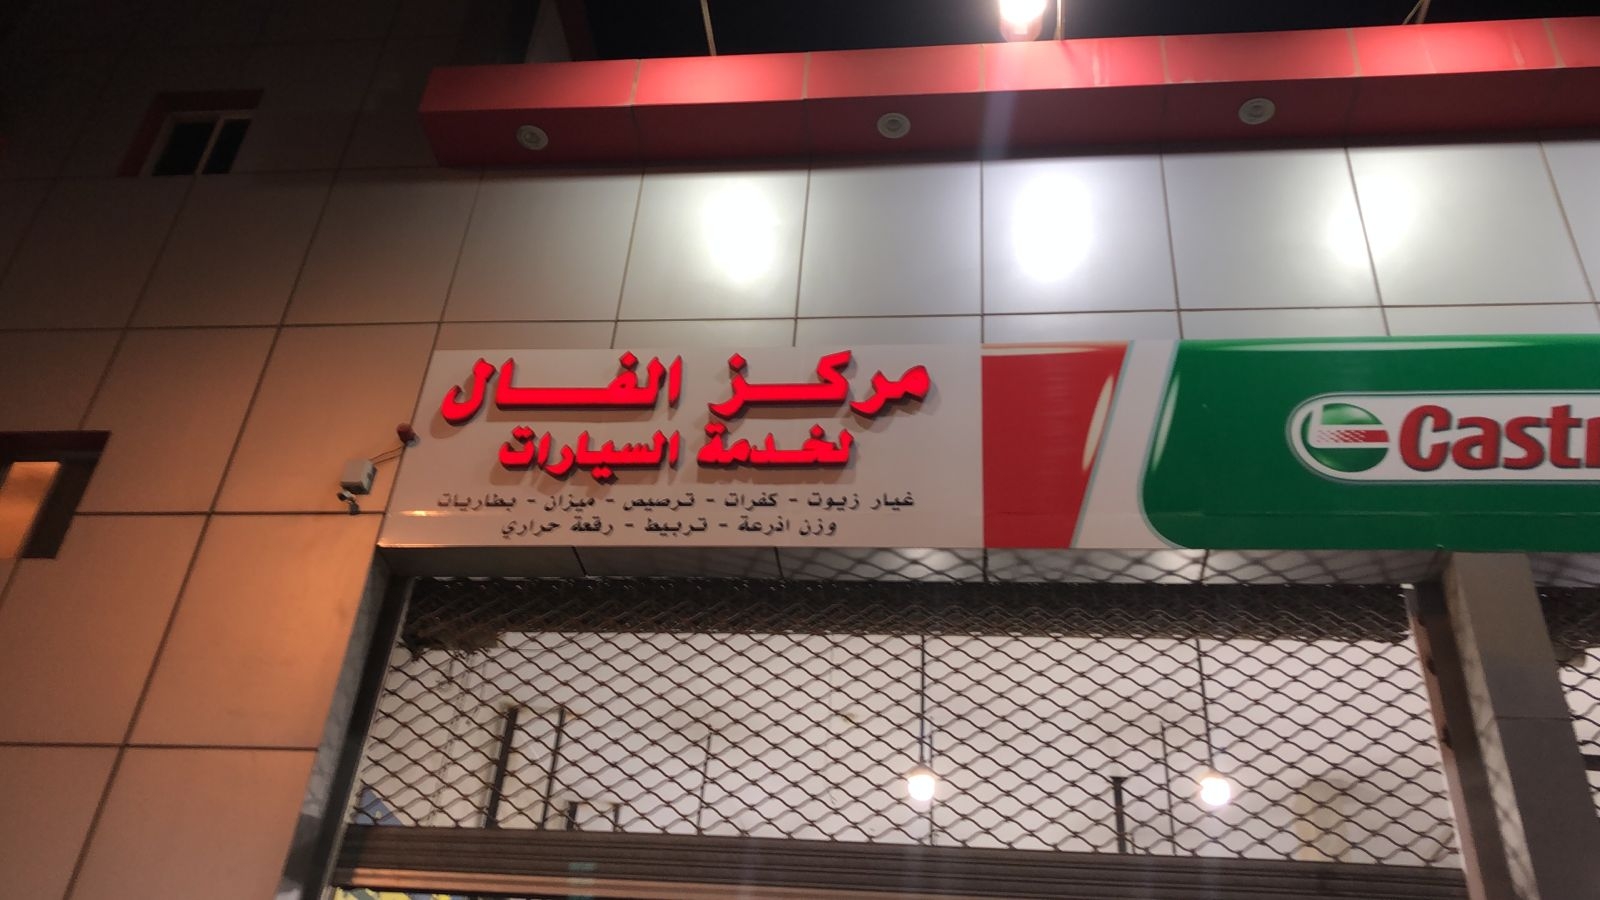 مركز الفال
لخدمة السيارات
غيار زيوت - كفرات - ترصيص - ميزان - بطاريات
وزن اذرعة - تربيط - رقعة حراري
Castr